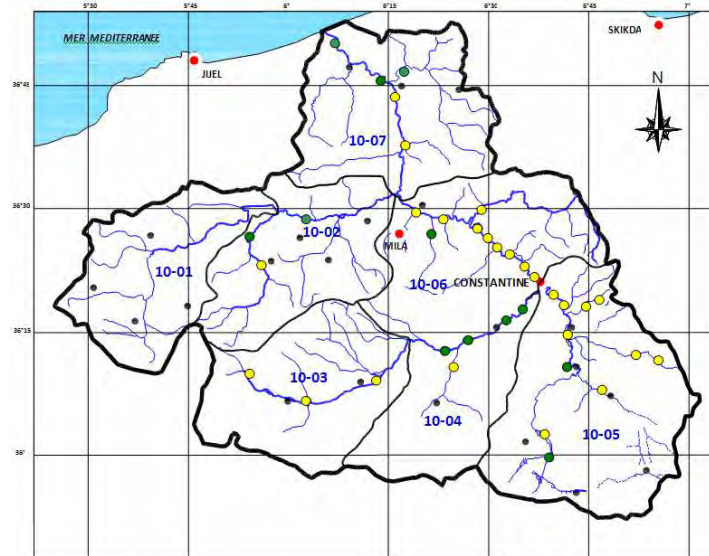 5°30' 5°45' 6° 6°15' 6°30' 6°45' 7°
MER MEDITERRANEE
SKIKDA
JIJEL
36°45'
N
10-07
36°30'
10-02
MILA
10-01
10-06
CONSTANTINE
36°15'
10-03
10-04
10-05
36°